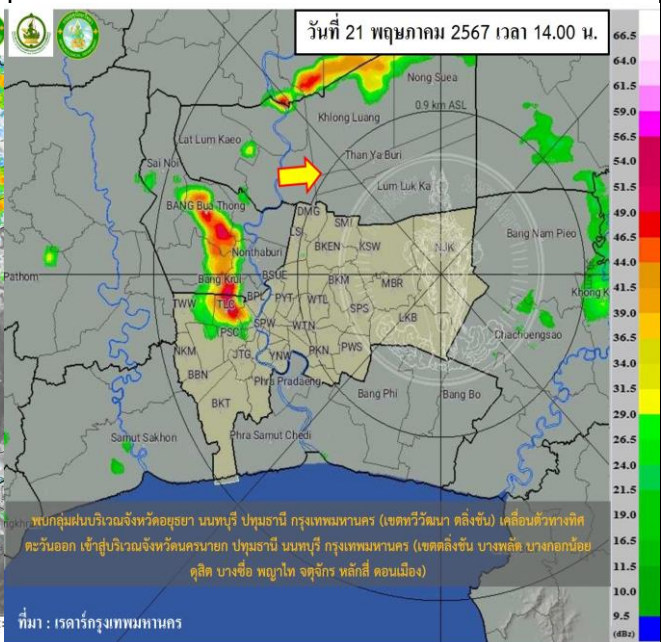 วันที่ 21 พฤษภาคม 2567 เวลา 14.00 น.
66.5
64.0
61.5
59.0
56.5
54.0
51.5
49.0
46.5
44.0
41.5
39.0
36.5
34.0
31.5
29.0
26.5
24.0
21.5
19.0
16.5
14.5
12.0
10.0
9.5
(dBz)
Nong Suea
0.9 km ASL
Khlong Luang
Lat Lum Kaeo
Than Ya Buri
Sai Noi
Lum Luk Ka
BANG Bua Thong
DMG
SMI
LSI
BKEN
KSW
NJK
Bang Nam Pieo
Nonthaburi
Pathom
Bang Krui
BSUE
BKM
MBR
Khong K
TWW
TLC
BPL
PYT
WTL
SPS
LKB
PSC
SPW
WTN
Chachoengsao
NKM
JTG
YNW
PKN
PWS
BBN
Phra Pradaeng
BKT
Bang Phi
Bang Bo
Samut Sakhon
Phra Samut Chedi
พบกลุ่มฝนบริเวณจังหวัดอยุธยา นนทบุรี ปทุมธานี กรุงเทพมหานคร (เขตทวีวัฒนา ตลิ่งชัน) เคลื่อนตัวทางทิศ
ตะวันออก เข้าสู่บริเวณจังหวัดนครนายก ปทุมธานี นนทบุรี กรุงเทพมหานคร (เขตตลิ่งชัน บางพลัด บางกอกน้อย
ดุสิต บางซื่อ พญาไท จตุจักร หลักสี่ ดอนเมือง)
ที่มา : เรดาร์กรุงเทพมหานคร